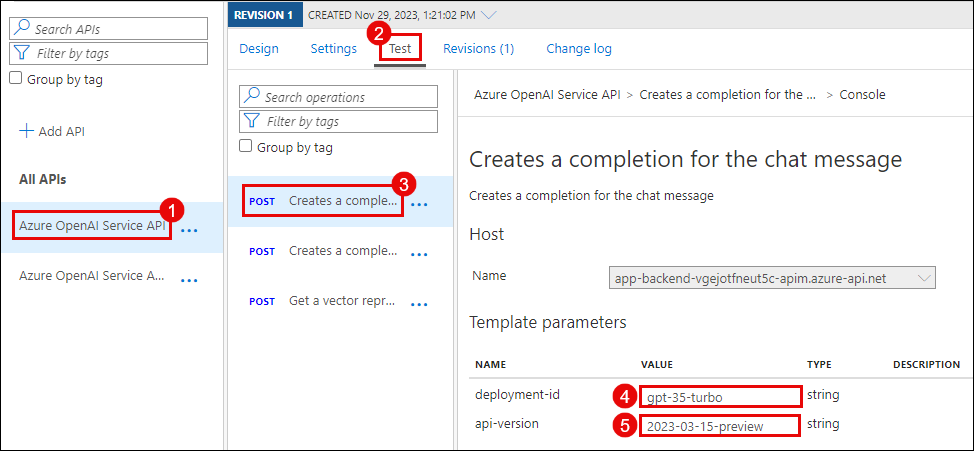 Search APIs
Filter by tags
Group by tag
Add API
All APIs
Azure OpenAI Service API
1
...
Azure OpenAI Service A...
...
REVISION 1
CREATED Nov 29, 2023, 1:21:02 PM
Design
Settings
2
Test
Revisions (1)
Change log
Search operations
Filter by tags
Group by tag
POST Creates a comple...
3
...
POST Creates a comple...
...
POST Get a vector repr...
...
Azure OpenAI Service API > Creates a completion for the ... > Console
Creates a completion for the chat message
Creates a completion for the chat message
Host
Name app-backend-vgejotfneut5c-apim.azure-api.net
Template parameters
NAME VALUE TYPE DESCRIPTION
deployment-id 4 gpt-35-turbo string
api-version 5 2023-03-15-preview string